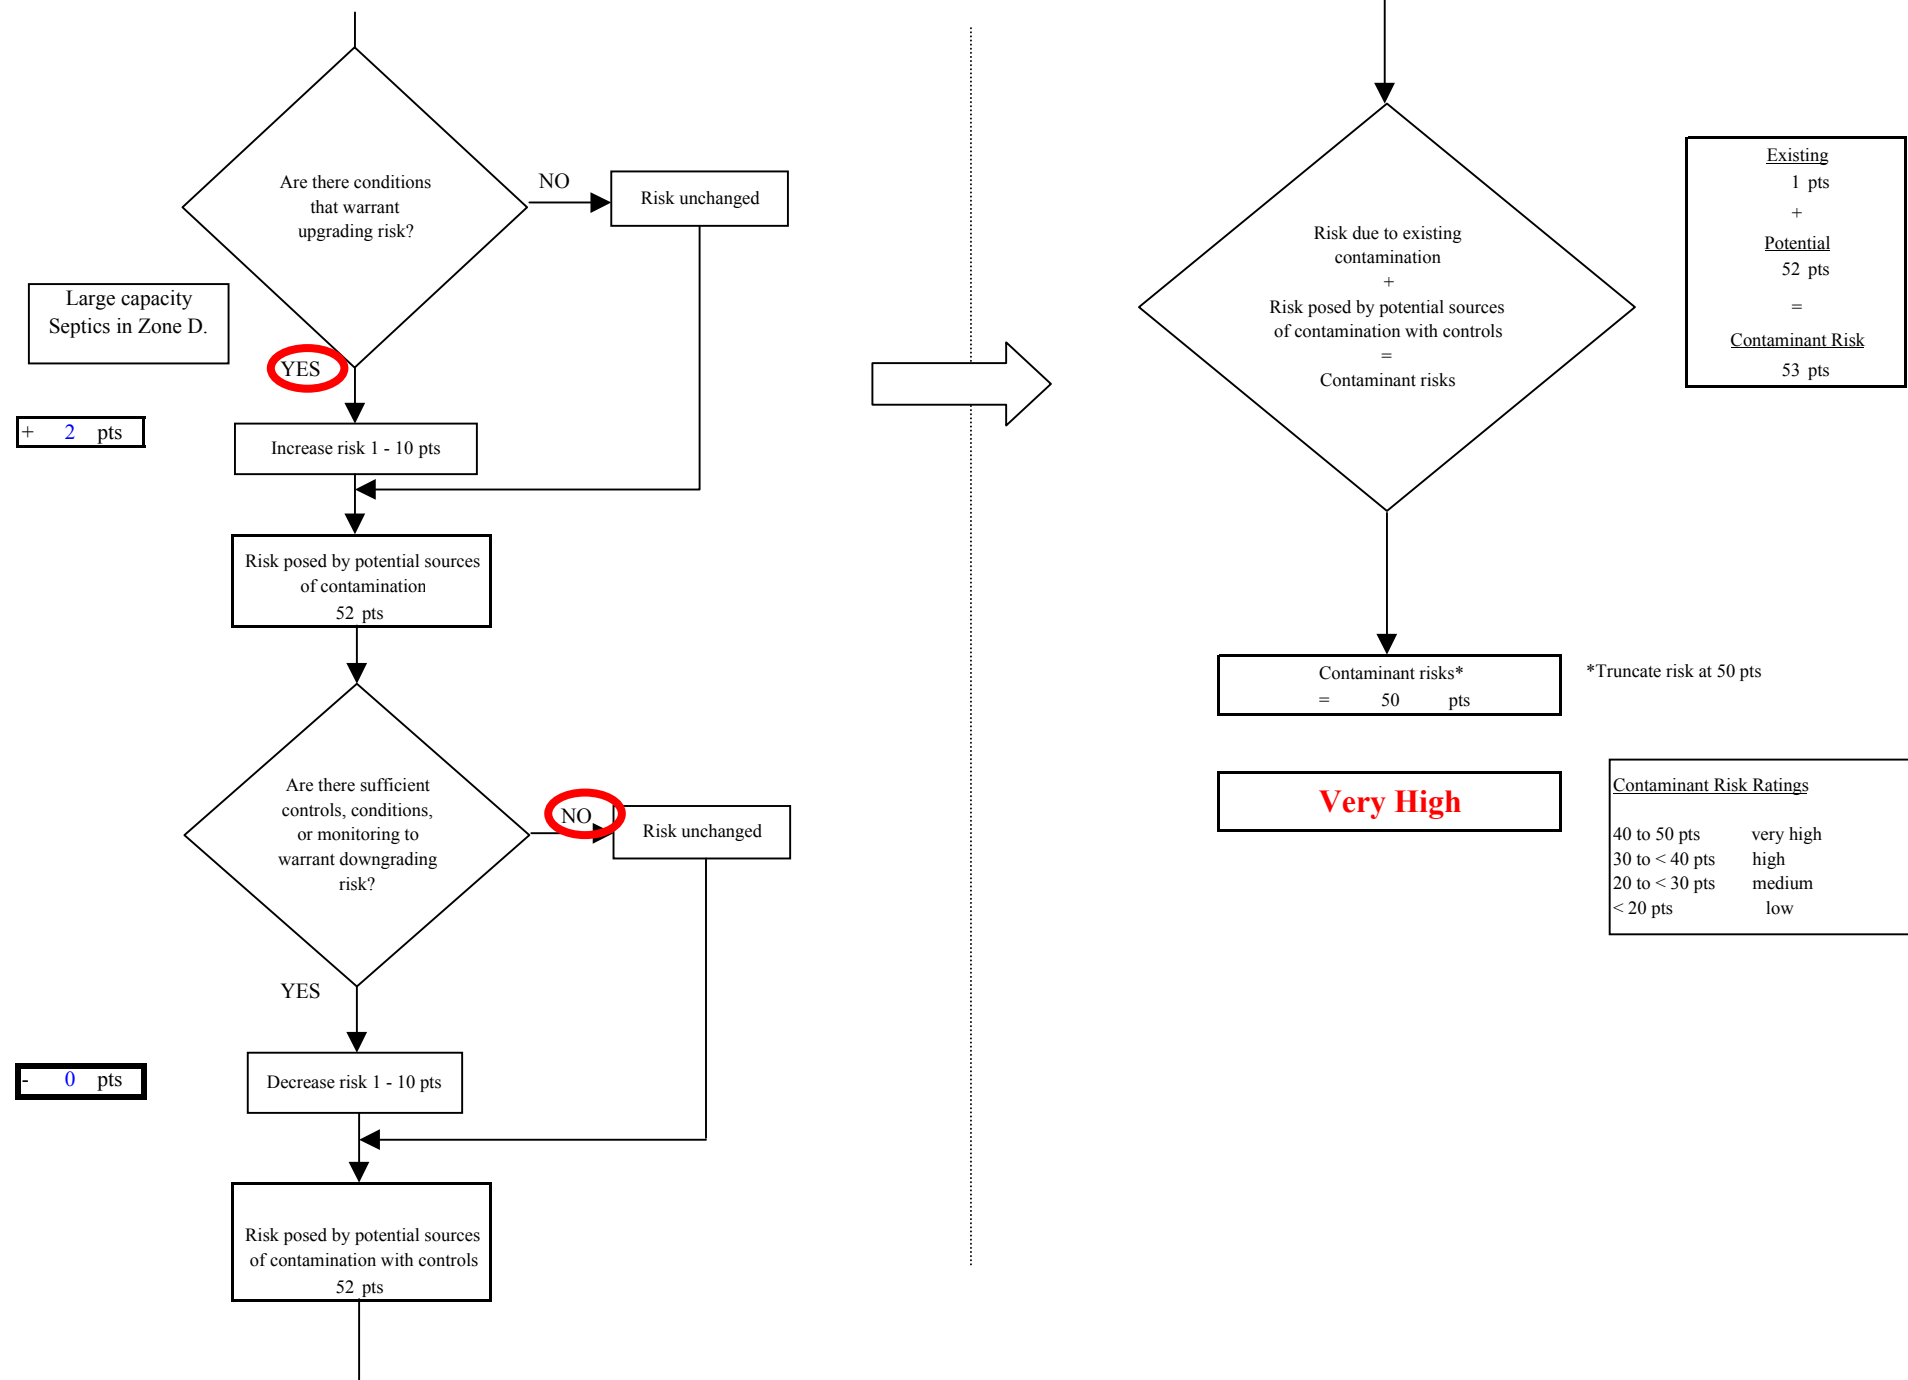 Are there conditions
that warrant
upgrading risk?
NO
Risk unchanged
Large capacity
Septics in Zone D.
YES
+ 2 pts
Increase risk 1 - 10 pts
Risk posed by potential sources
of contamination
52 pts
Are there sufficient
controls, conditions,
or monitoring to
warrant downgrading
risk?
NO
Risk unchanged
YES
- 0 pts
Decrease risk 1 - 10 pts
Risk posed by potential sources
of contamination with controls
52 pts
Risk due to existing
contamination
+
Risk posed by potential sources
of contamination with controls
=
Contaminant risks
Existing
1 pts
+
Potential
52 pts
=
Contaminant Risk
53 pts
Contaminant risks*
= 50 pts
*Truncate risk at 50 pts
Very High
Contaminant Risk Ratings
40 to 50 pts very high
30 to < 40 pts high
20 to < 30 pts medium
< 20 pts low